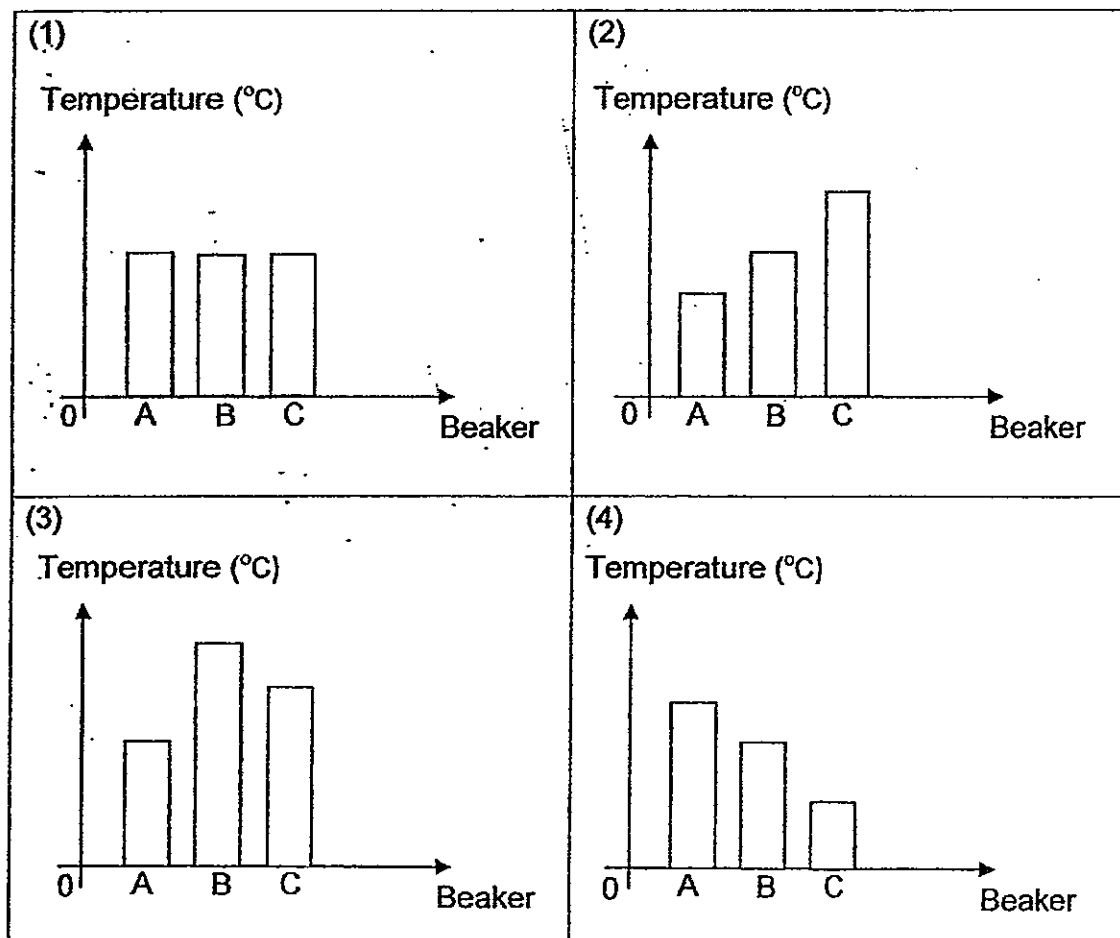 (1)
Temperature (°C)
0 A B C
Beaker
(2)
Temperature (°C)
0 A B C
Beaker
(3)
Temperature (°C)
0 A B C
Beaker
(4)
Temperature (°C)
0 A B C
Beaker